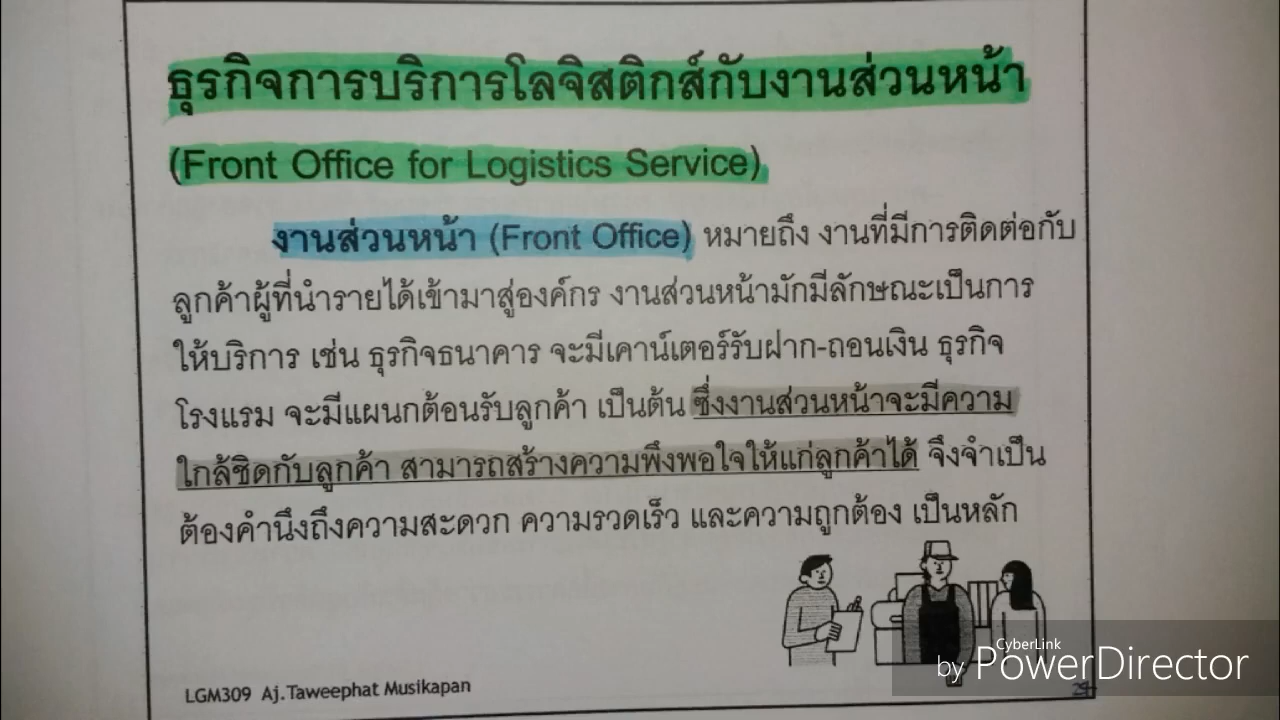 ธุรกิจการบริการโลจิสติกส์กับงานส่วนหน้า
(Front Office for Logistics Service)
งานส่วนหน้า (Front Office) หมายถึง งานที่มีการติดต่อกับ
ลูกค้าผู้ที่นำรายได้เข้ามาสู่องค์กร งานส่วนหน้ามักมีลักษณะเป็นการ
ให้บริการ เช่น ธุรกิจธนาคาร จะมีเคาน์เตอร์รับฝาก-ถอนเงิน ธุรกิจ
โรงแรม จะมีแผนกต้อนรับลูกค้า เป็นต้น ซึ่งงานส่วนหน้าจะมีความ
ใกล้ชิดกับลูกค้า สามารถสร้างความพึงพอใจให้แก่ลูกค้าได้ จึงจำเป็น
ต้องคำนึงถึงความสะดวก ความรวดเร็ว และความถูกต้อง เป็นหลัก
CyberLink
by PowerDirector
LGM309 Aj.Taweephat Musikapan